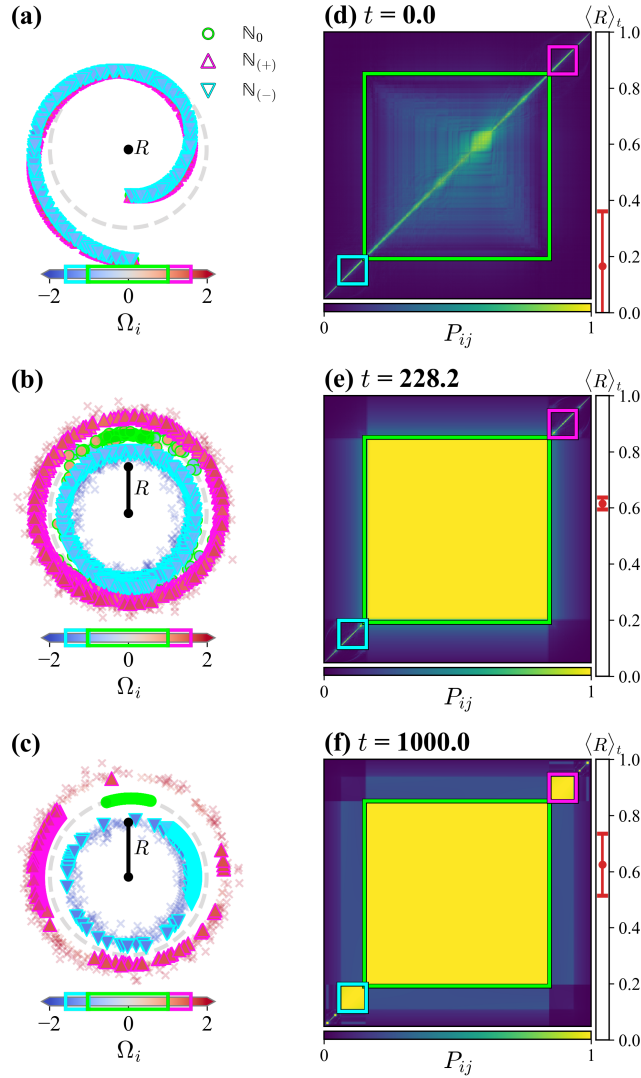 (a)
ℕ₀
ℕ₍₊₎
ℕ₍₋₎
R
−2 0 2
Ωᵢ
(d) t = 0.0
⟨R⟩ₜ
1.0
0.8
0.6
0.4
0.2
0.0
0 1
Pᵢⱼ
(b)
R
−2 0 2
Ωᵢ
(e) t = 228.2
⟨R⟩ₜ
1.0
0.8
0.6
0.4
0.2
0.0
0 1
Pᵢⱼ
(c)
R
−2 0 2
Ωᵢ
(f) t = 1000.0
⟨R⟩ₜ
1.0
0.8
0.6
0.4
0.2
0.0
0 1
Pᵢⱼ